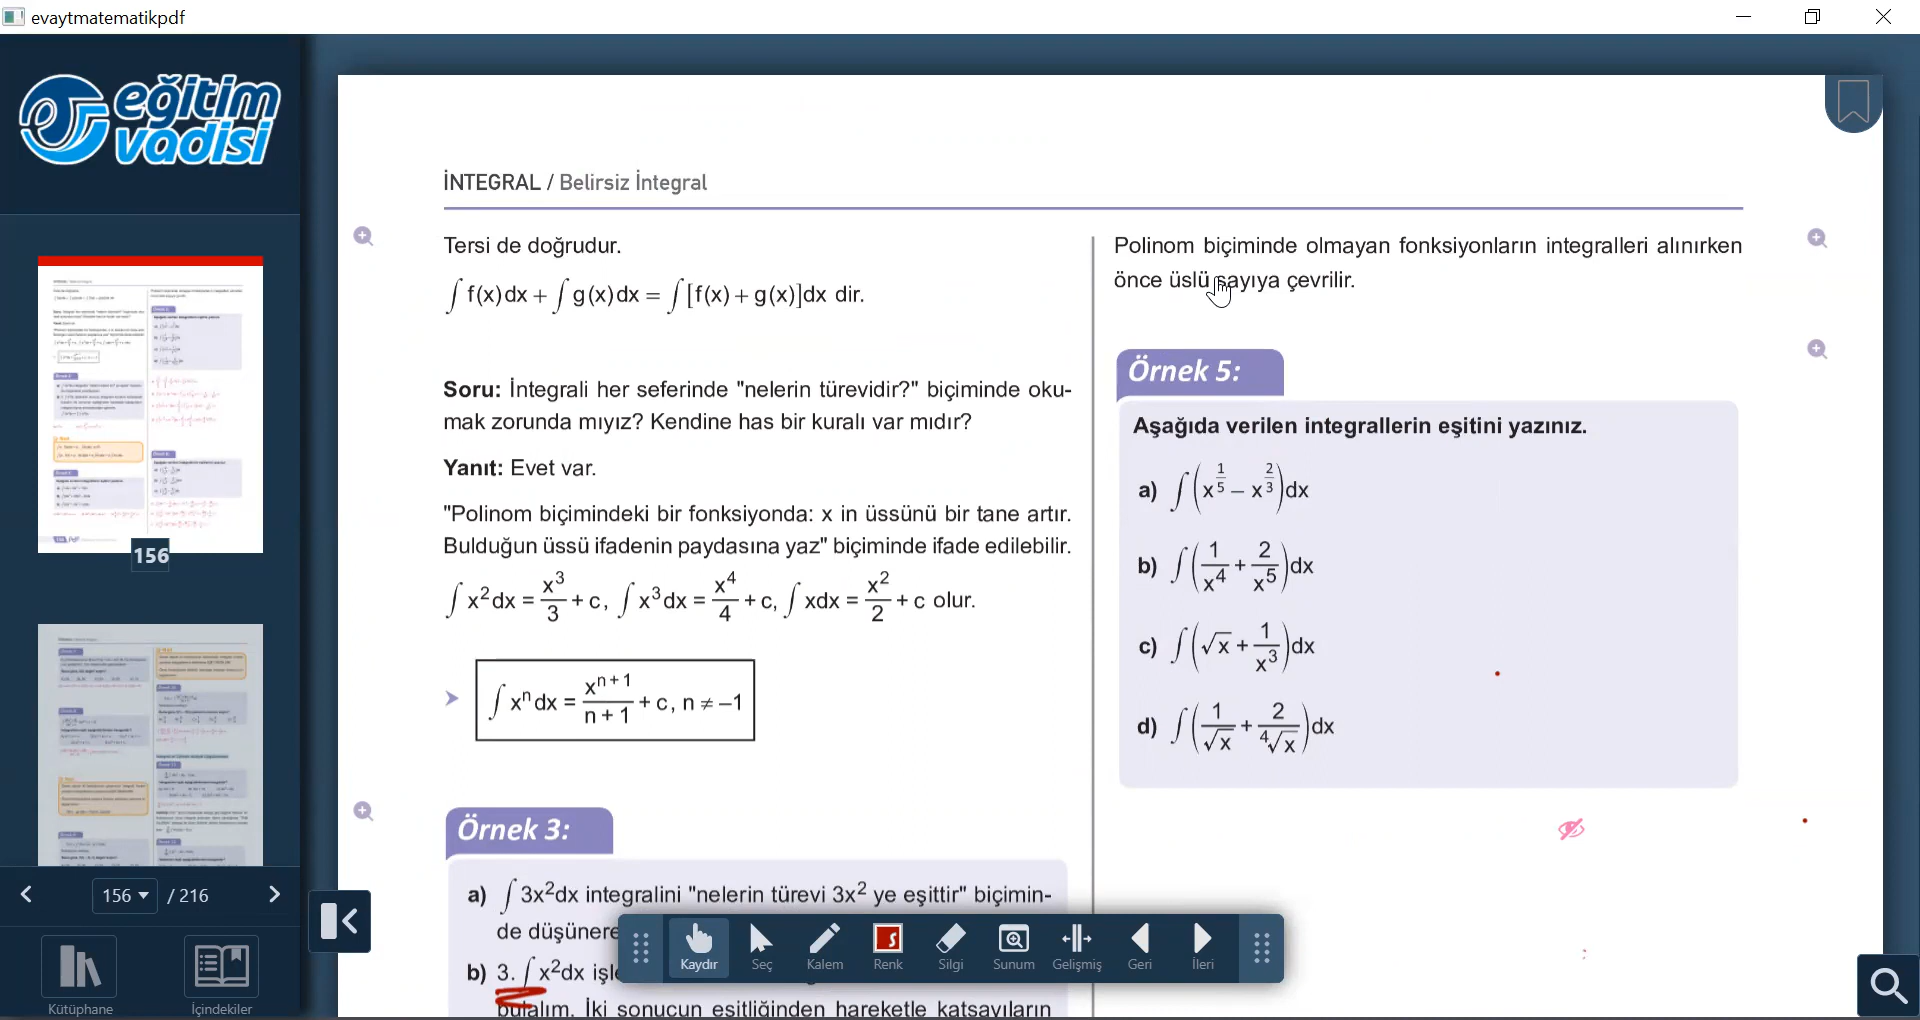 evaytmatematikpdf
eğitim
vadisi
İNTEGRAL / Belirsiz İntegral
Tersi de doğrudur.
∫ f(x)dx + ∫ g(x)dx = ∫ [f(x) + g(x)]dx dir.
Soru: İntegrali her seferinde "nelerin türevidir?" biçiminde oku-
mak zorunda mıyız? Kendine has bir kuralı var mıdır?
Yanıt: Evet var.
"Polinom biçimindeki bir fonksiyonda: x in üssünü bir tane artır.
Bulduğun üssü ifadenin paydasına yaz" biçiminde ifade edilebilir.
∫ x²dx = x³/3 + c, ∫ x³dx = x⁴/4 + c, ∫ xdx = x²/2 + c olur.
∫ xⁿdx = xⁿ⁺¹/(n+1) + c, n ≠ –1
Örnek 3:
a) ∫ 3x²dx integralini "nelerin türevi 3x² ye eşittir" biçimin-
de düşünere
b) 3. ∫ x²dx işle
bulalım. İki sonucun eşitliğinden hareketle katsayıların
Polinom biçiminde olmayan fonksiyonların integralleri alınırken
önce üslü sayıya çevrilir.
Örnek 5:
Aşağıda verilen integrallerin eşitini yazınız.
a) ∫ (x^(1/5) – x^(2/3))dx
b) ∫ (1/x⁴ + 2/x⁵)dx
c) ∫ (√x + 1/x³)dx
d) ∫ (1/√x + 2/⁴√x)dx
156
156 / 216
Kütüphane
İçindekiler
Kaydır
Seç
Kalem
Renk
Silgi
Sunum
Gelişmiş
Geri
İleri